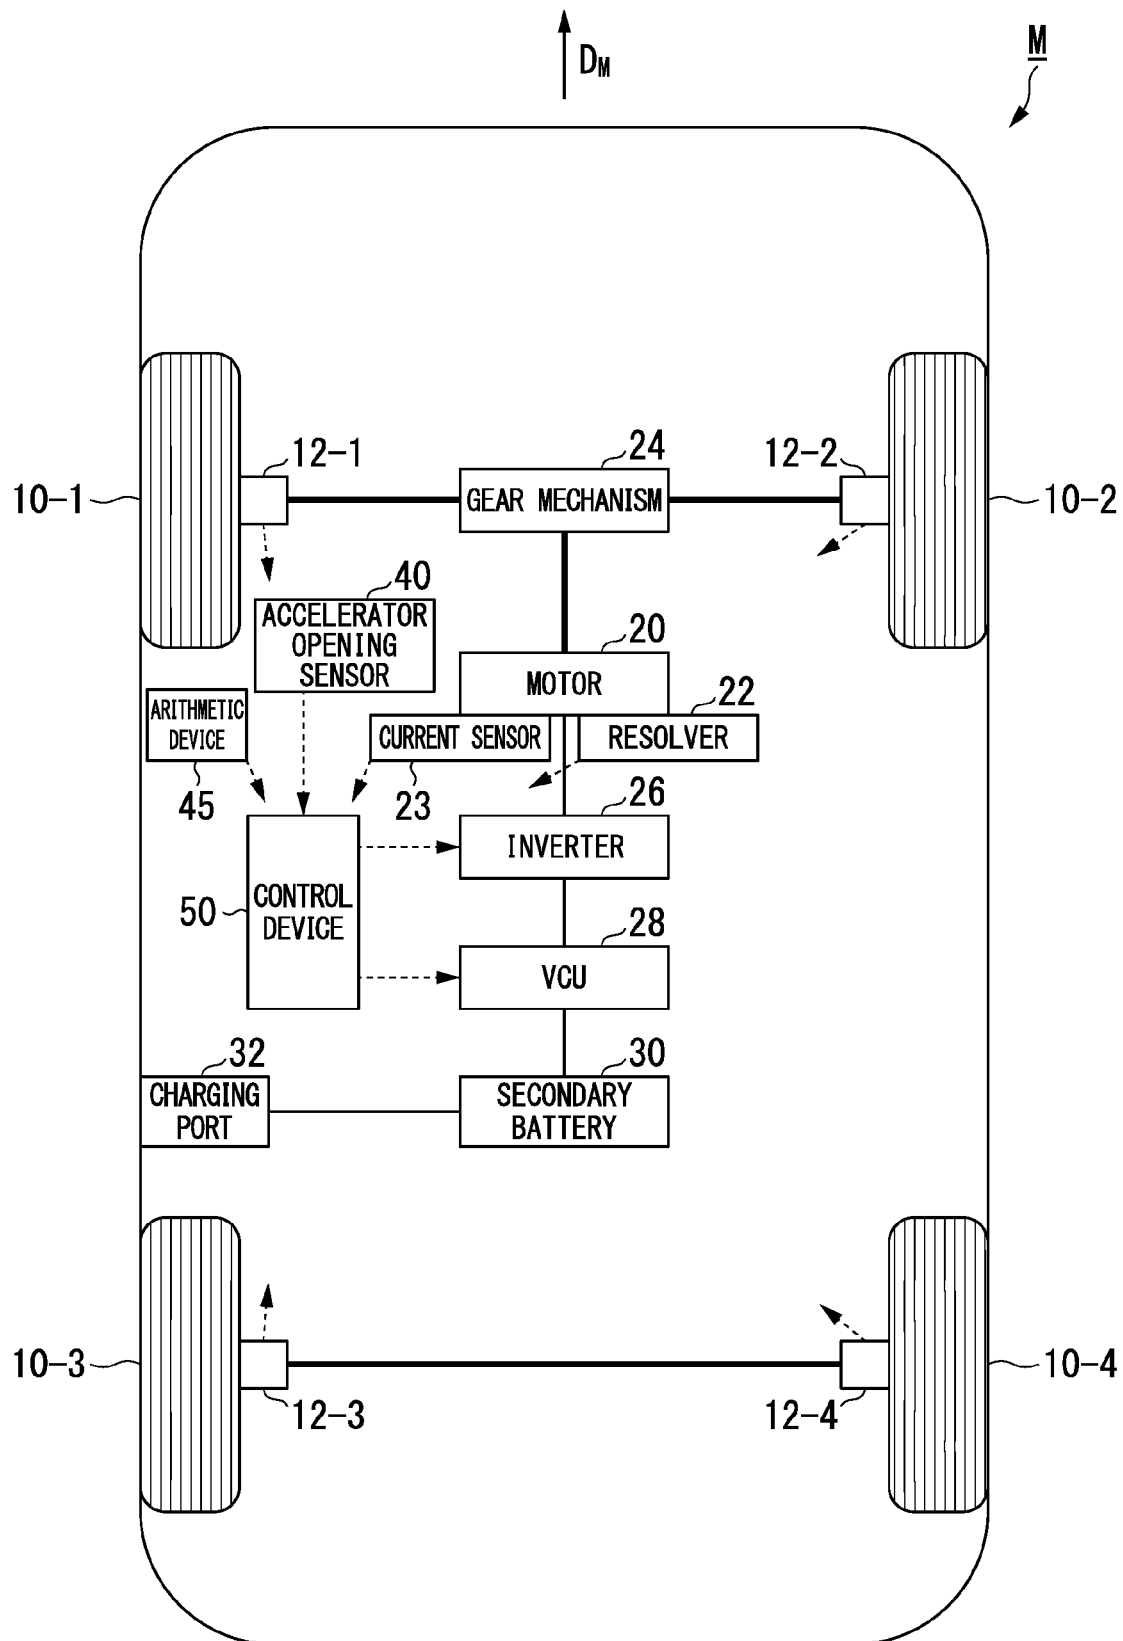 M
DM
12-1
24
12-2
10-1
GEAR MECHANISM
10-2
40
ACCELERATOR
OPENING
SENSOR
20
MOTOR
22
ARITHMETIC
DEVICE
CURRENT SENSOR
RESOLVER
45
23
26
INVERTER
50
CONTROL
DEVICE
28
VCU
32
30
CHARGING
PORT
SECONDARY
BATTERY
10-3
10-4
12-3
12-4